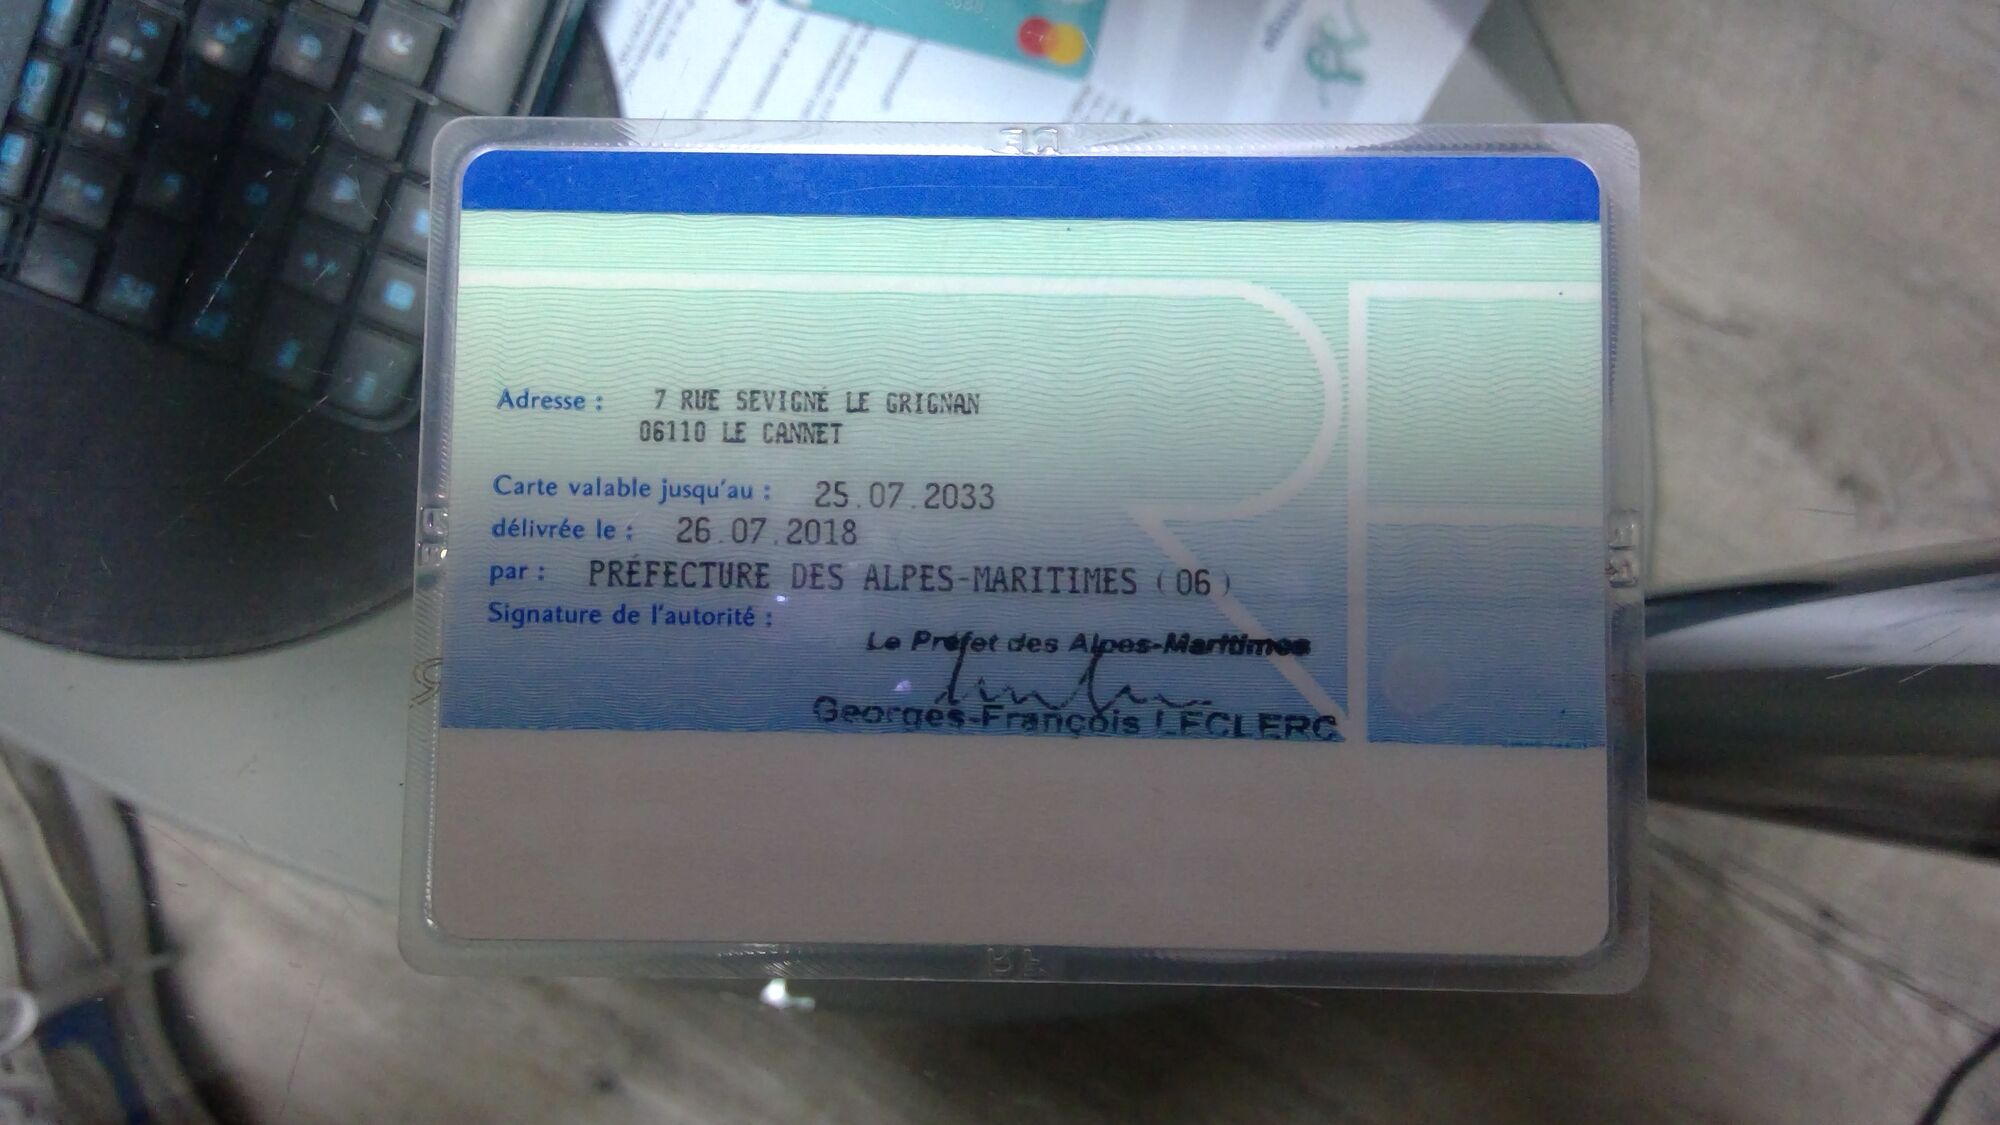 Adresse : 7 RUE SEVIGNÉ LE GRIGNAN
06110 LE CANNET
Carte valable jusqu'au : 25.07.2033
délivrée le : 26.07.2018
par : PRÉFECTURE DES ALPES-MARITIMES (06)
Signature de l'autorité :
Le Préfet des Alpes-Maritimes
Georges-François LECLERC